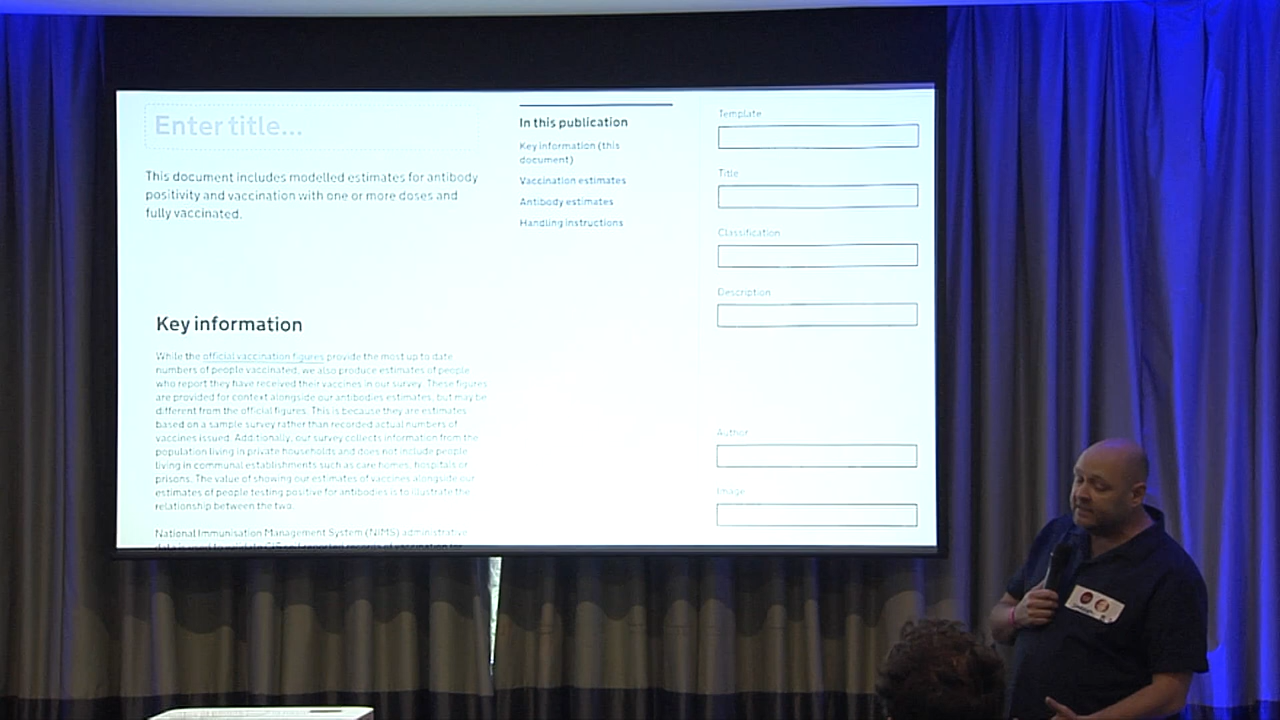 Enter title...
This document includes modelled estimates for antibody
positivity and vaccination with one or more doses and
fully vaccinated.
Key information
While the official vaccination figures provide the most up to date
numbers of people vaccinated, we also produce estimates of people
who report they have received their vaccines in our survey. These figures
are provided for context alongside our antibodies estimates, but may be
different from the official figures. This is because they are estimates
based on a sample survey rather than recorded actual numbers of
vaccines issued. Additionally, our survey collects information from the
population living in private households and does not include people
living in communal establishments such as care homes, hospitals or
prisons. The value of showing our estimates of vaccines alongside our
estimates of people testing positive for antibodies is to illustrate the
relationship between the two.
National Immunisation Management System (NIMS) administrative
In this publication
Key information (this
document)
Vaccination estimates
Antibody estimates
Handling instructions
Template
Title
Classification
Description
Author
Image